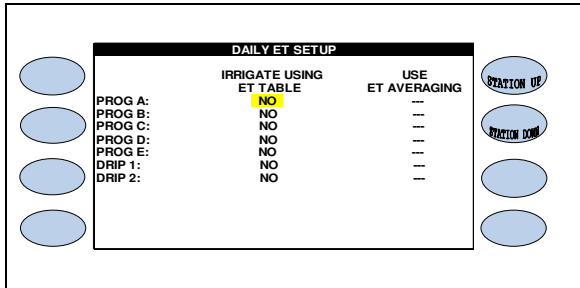 DAILY ET SETUP
IRRIGATE USING USE
ET TABLE ET AVERAGING
PROG A: NO ---
PROG B: NO ---
PROG C: NO ---
PROG D: NO ---
PROG E: NO ---
DRIP 1: NO ---
DRIP 2: NO ---
STATION UP
STATION DOWN